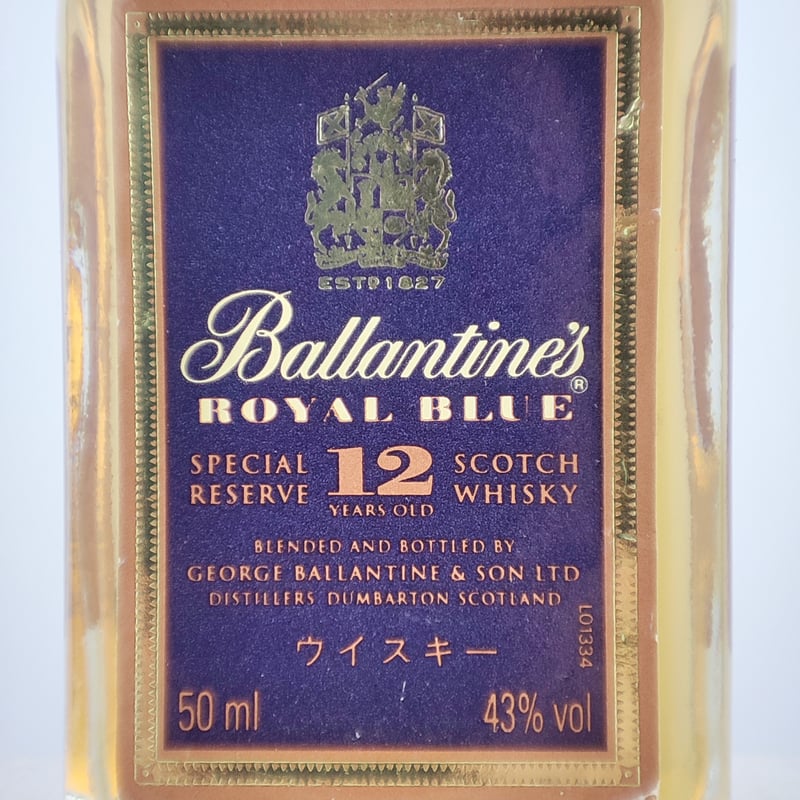 ESTD 1827
Ballantine's®
ROYAL BLUE
SPECIAL RESERVE
12
YEARS OLD
SCOTCH WHISKY
BLENDED AND BOTTLED BY
GEORGE BALLANTINE & SON LTD
DISTILLERS DUMBARTON SCOTLAND
ウイスキー
L01334
50 ml
43% vol